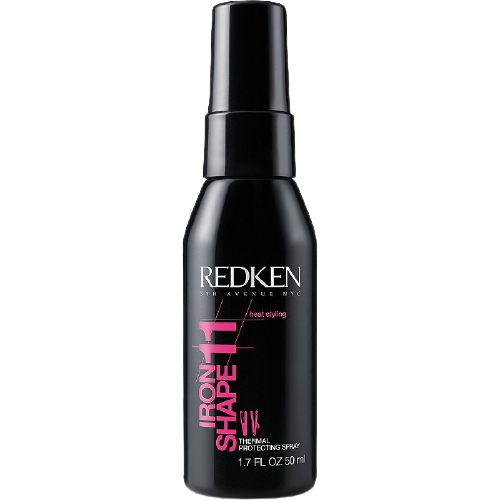 REDKEN
5TH AVENUE NYC
heat styling
IRON
SHAPE 11
THERMAL
PROTECTING SPRAY
1.7 FL OZ 50 ml